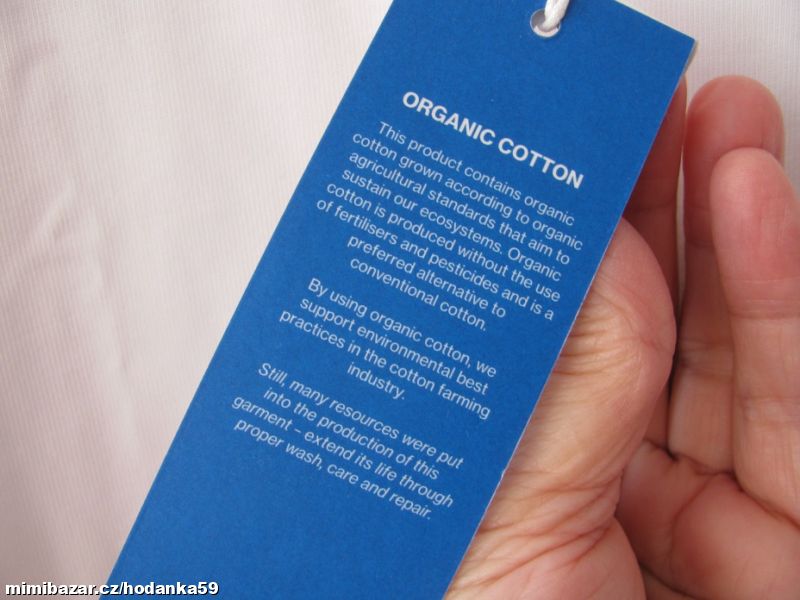 ORGANIC COTTON
This product contains organic
cotton grown according to organic
agricultural standards that aim to
sustain our ecosystems. Organic
cotton is produced without the use
of fertilisers and pesticides and is a
preferred alternative to
conventional cotton.
By using organic cotton, we
support environmental best
practices in the cotton farming
industry.
Still, many resources were put
into the production of this
garment – extend its life through
proper wash, care and repair.
mimibazar.cz/hodanka59